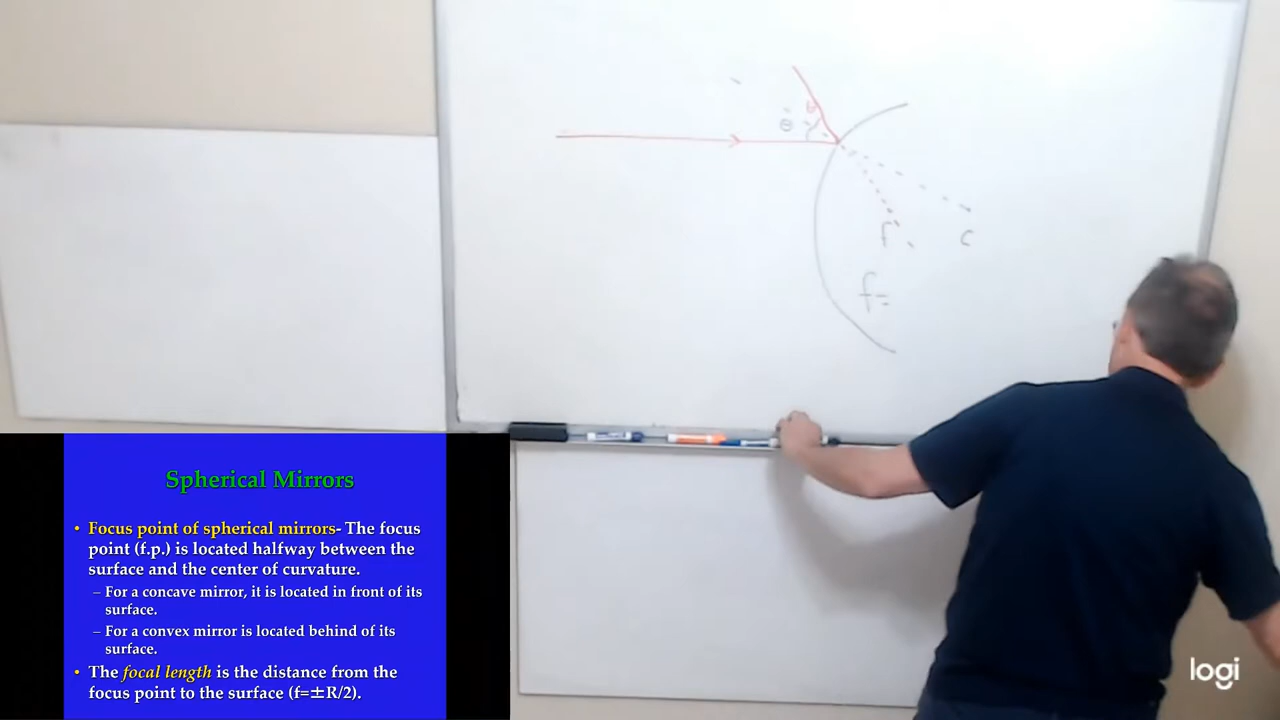 θ
θ
f
C
f=
Spherical Mirrors
• Focus point of spherical mirrors- The focus
point (f.p.) is located halfway between the
surface and the center of curvature.
– For a concave mirror, it is located in front of its
surface.
– For a convex mirror is located behind of its
surface.
• The focal length is the distance from the
focus point to the surface (f=±R/2).
logi